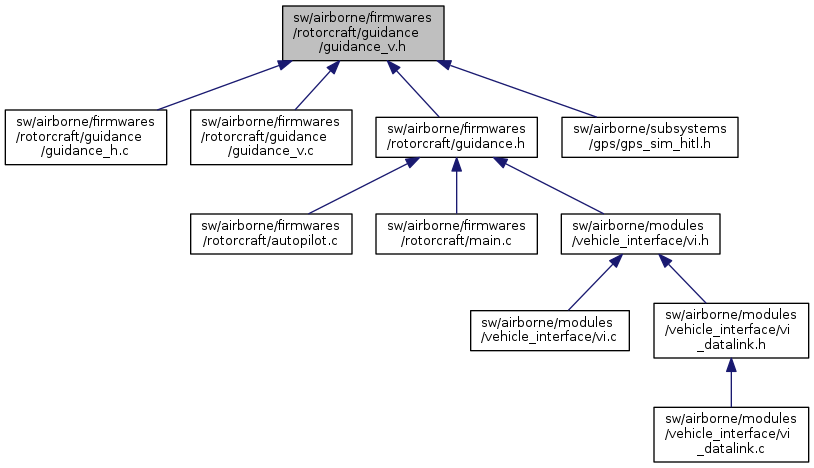 sw/airborne/firmwares
/rotorcraft/guidance
/guidance_v.h
sw/airborne/firmwares
/rotorcraft/guidance
/guidance_h.c
sw/airborne/firmwares
/rotorcraft/guidance
/guidance_v.c
sw/airborne/firmwares
/rotorcraft/guidance.h
sw/airborne/subsystems
/gps/gps_sim_hitl.h
sw/airborne/firmwares
/rotorcraft/autopilot.c
sw/airborne/firmwares
/rotorcraft/main.c
sw/airborne/modules
/vehicle_interface/vi.h
sw/airborne/modules
/vehicle_interface/vi.c
sw/airborne/modules
/vehicle_interface/vi
_datalink.h
sw/airborne/modules
/vehicle_interface/vi
_datalink.c